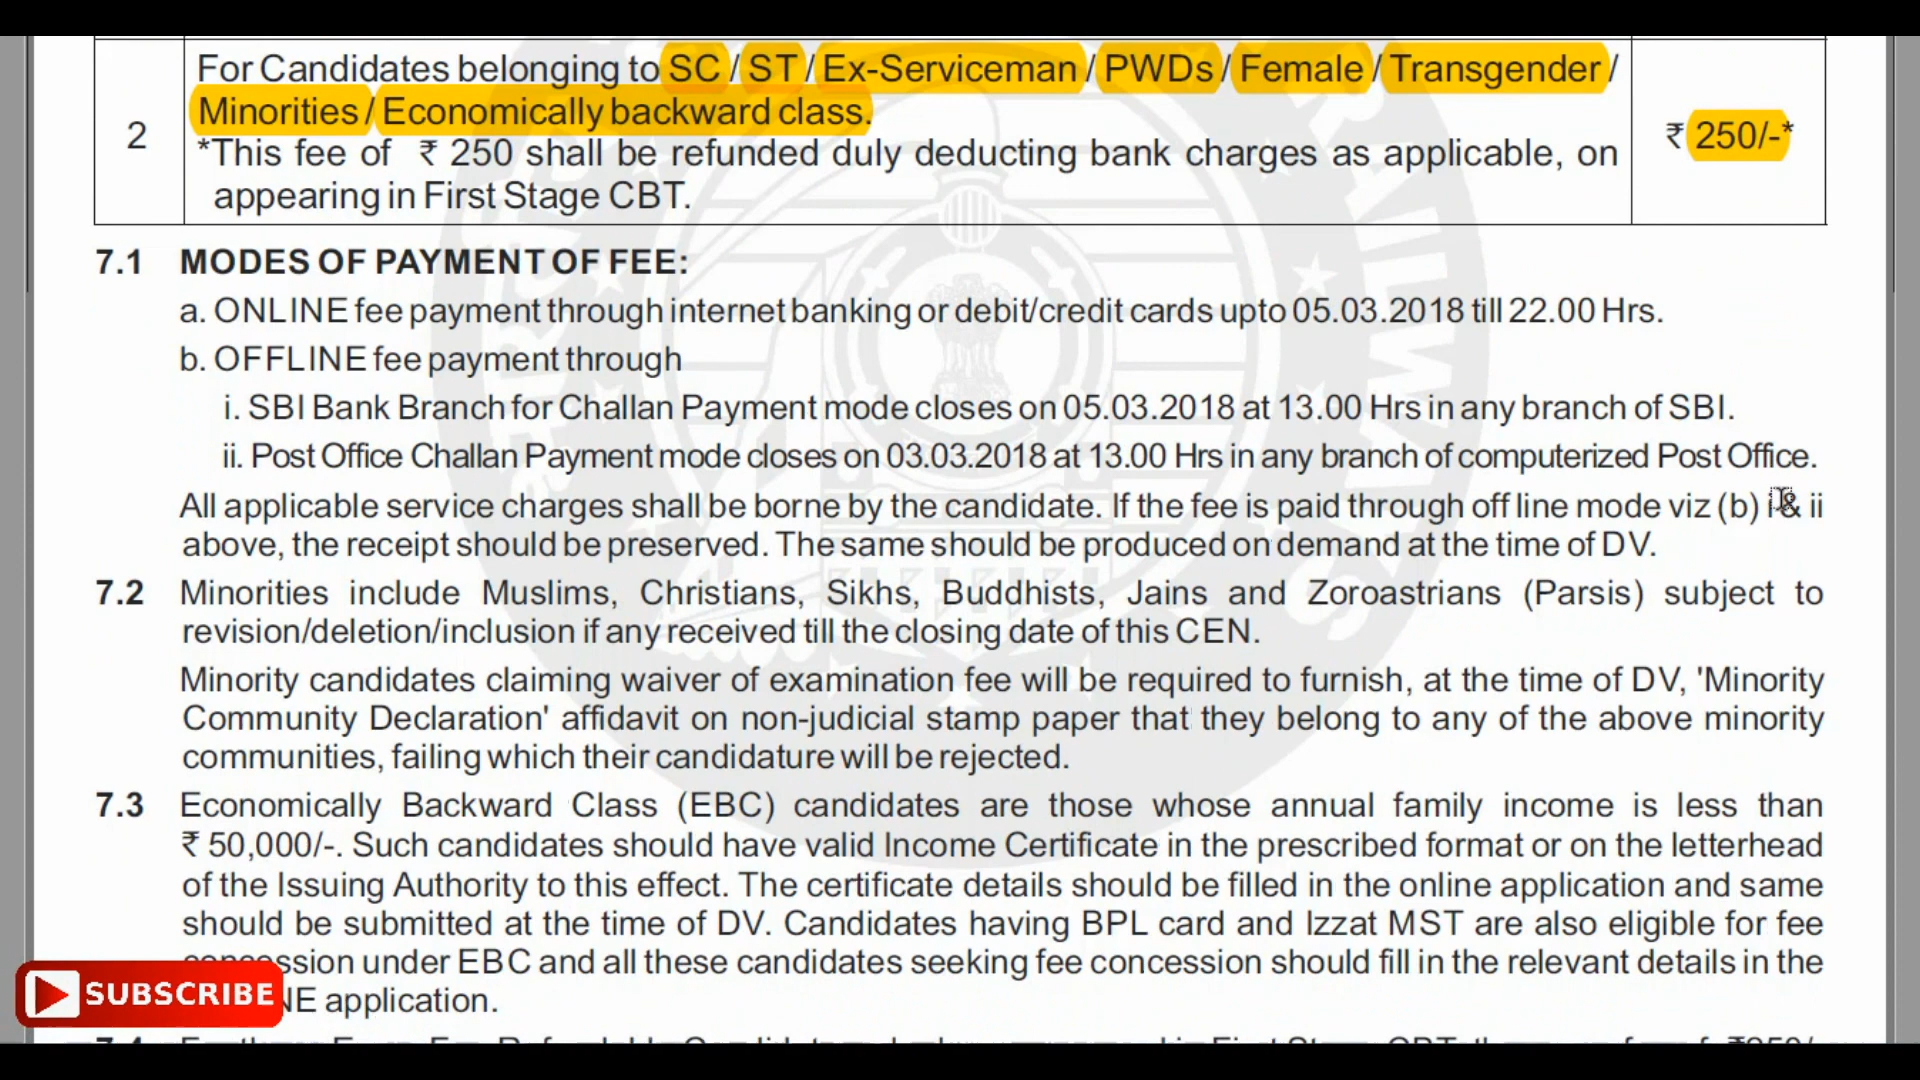 For Candidates belonging to SC / ST / Ex-Serviceman / PWDs / Female / Transgender /
Minorities / Economically backward class.
2
₹ 250/-*
*This fee of ₹ 250 shall be refunded duly deducting bank charges as applicable, on
appearing in First Stage CBT.
7.1 MODES OF PAYMENT OF FEE:
a. ONLINE fee payment through internet banking or debit/credit cards upto 05.03.2018 till 22.00 Hrs.
b. OFFLINE fee payment through
i. SBI Bank Branch for Challan Payment mode closes on 05.03.2018 at 13.00 Hrs in any branch of SBI.
ii. Post Office Challan Payment mode closes on 03.03.2018 at 13.00 Hrs in any branch of computerized Post Office.
All applicable service charges shall be borne by the candidate. If the fee is paid through off line mode viz (b) i & ii
above, the receipt should be preserved. The same should be produced on demand at the time of DV.
7.2 Minorities include Muslims, Christians, Sikhs, Buddhists, Jains and Zoroastrians (Parsis) subject to
revision/deletion/inclusion if any received till the closing date of this CEN.
Minority candidates claiming waiver of examination fee will be required to furnish, at the time of DV, 'Minority
Community Declaration' affidavit on non-judicial stamp paper that they belong to any of the above minority
communities, failing which their candidature will be rejected.
7.3 Economically Backward Class (EBC) candidates are those whose annual family income is less than
₹ 50,000/-. Such candidates should have valid Income Certificate in the prescribed format or on the letterhead
of the Issuing Authority to this effect. The certificate details should be filled in the online application and same
should be submitted at the time of DV. Candidates having BPL card and Izzat MST are also eligible for fee
concession under EBC and all these candidates seeking fee concession should fill in the relevant details in the
SUBSCRIBE
NE application.